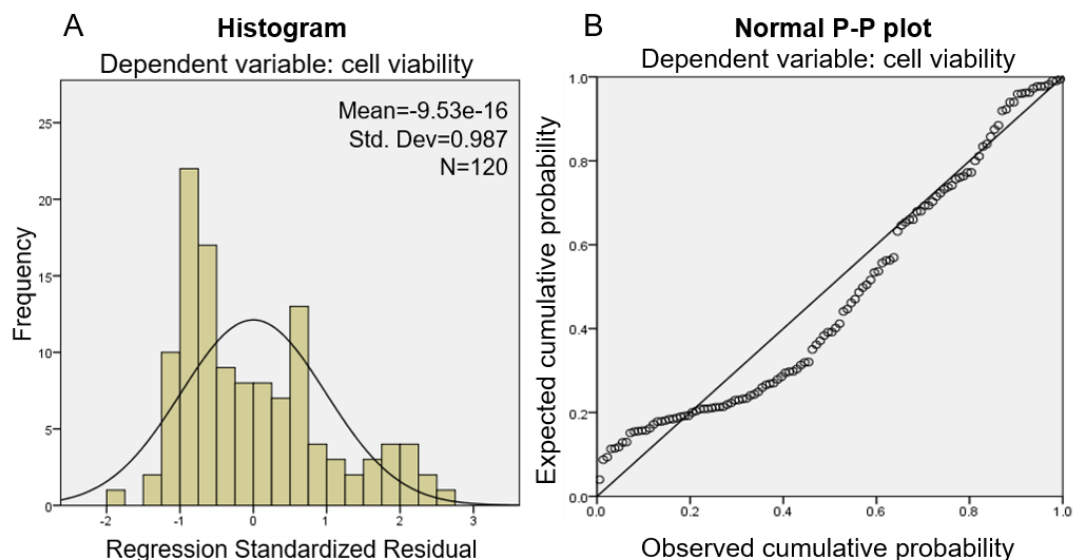 A
Histogram
Dependent variable: cell viability
Mean=-9.53e-16
Std. Dev=0.987
N=120
Frequency
25
20
15
10
5
0
-2 -1 0 1 2 3
Regression Standardized Residual
B
Normal P-P plot
Dependent variable: cell viability
Expected cumulative probability
1.0
0.8
0.6
0.4
0.2
0.0
0.0 0.2 0.4 0.6 0.8 1.0
Observed cumulative probability